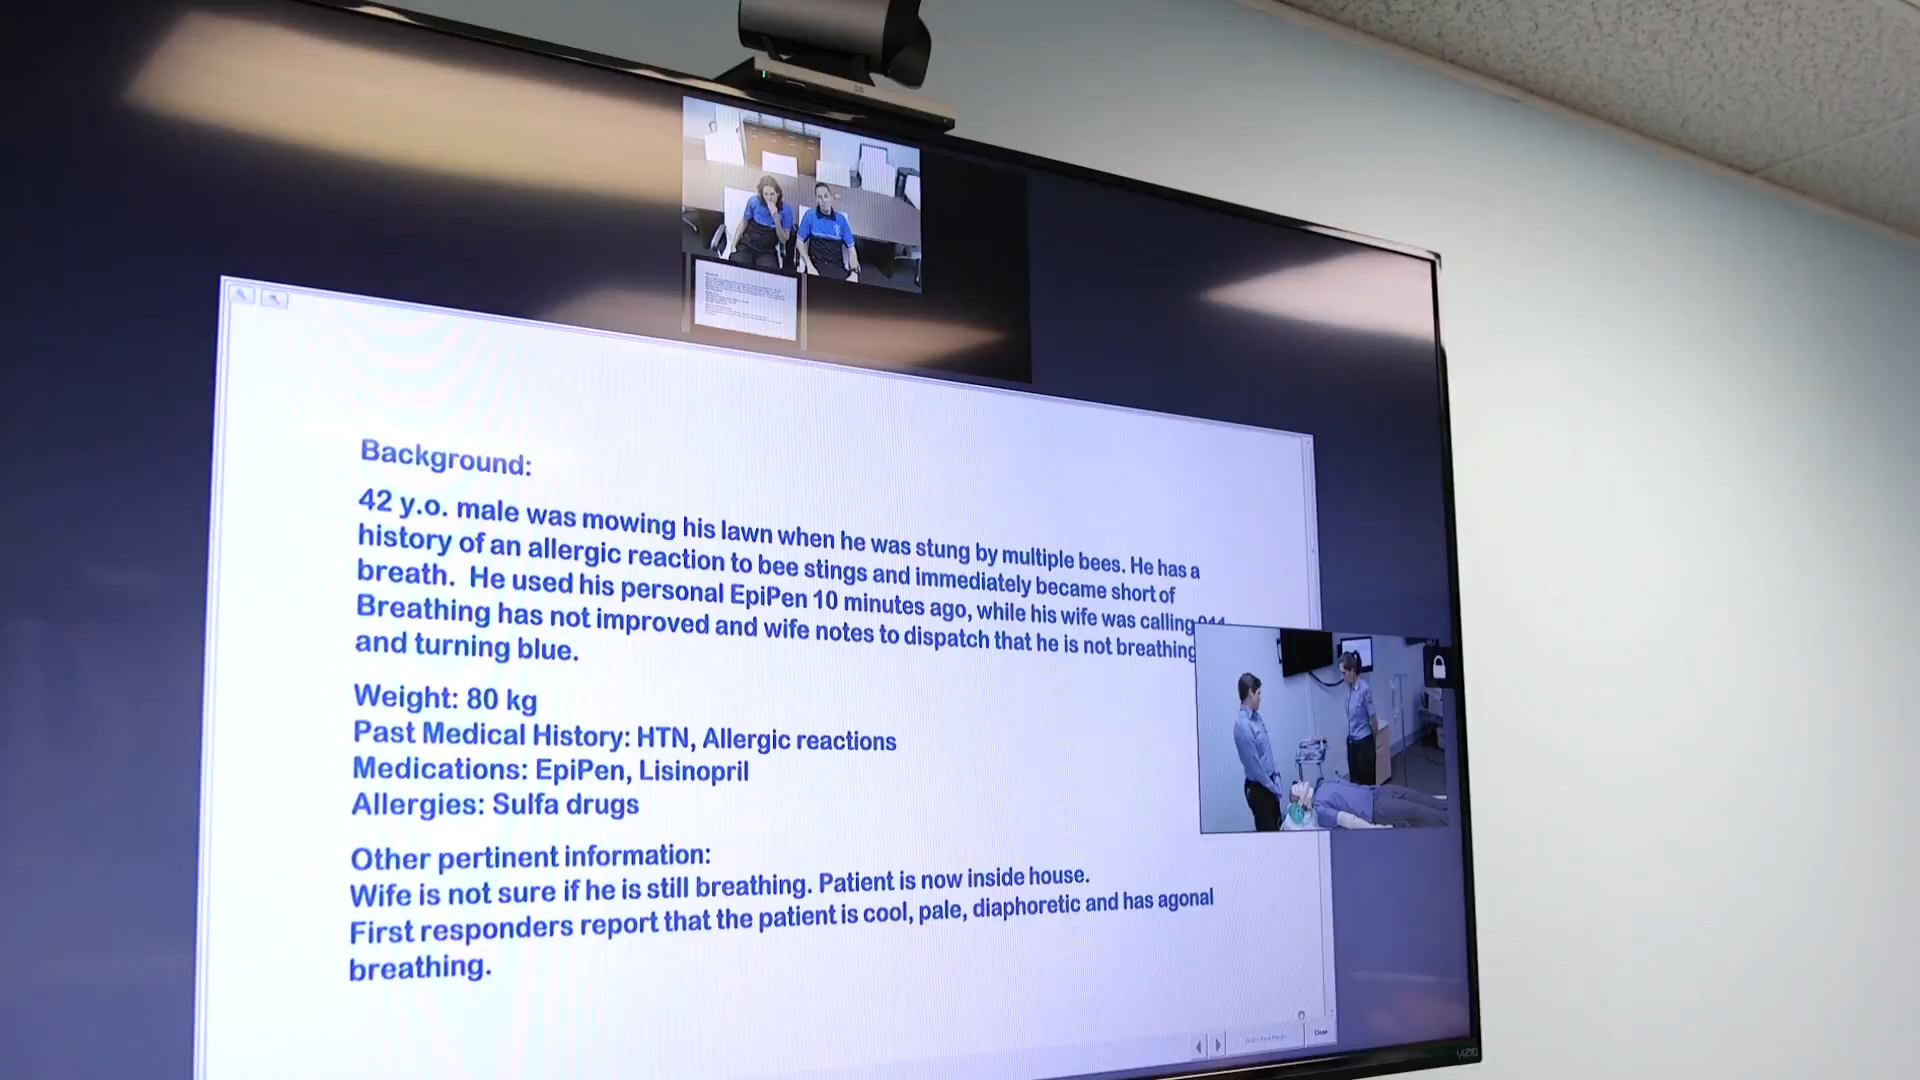 Background:
42 y.o. male was mowing his lawn when he was stung by multiple bees. He has a
history of an allergic reaction to bee stings and immediately became short of
breath. He used his personal EpiPen 10 minutes ago, while his wife was calling
Breathing has not improved and wife notes to dispatch that he is not breathing
and turning blue.
Weight: 80 kg
Past Medical History: HTN, Allergic reactions
Medications: EpiPen, Lisinopril
Allergies: Sulfa drugs
Other pertinent information:
Wife is not sure if he is still breathing. Patient is now inside house.
First responders report that the patient is cool, pale, diaphoretic and has agonal
breathing.
Close
VIZIO